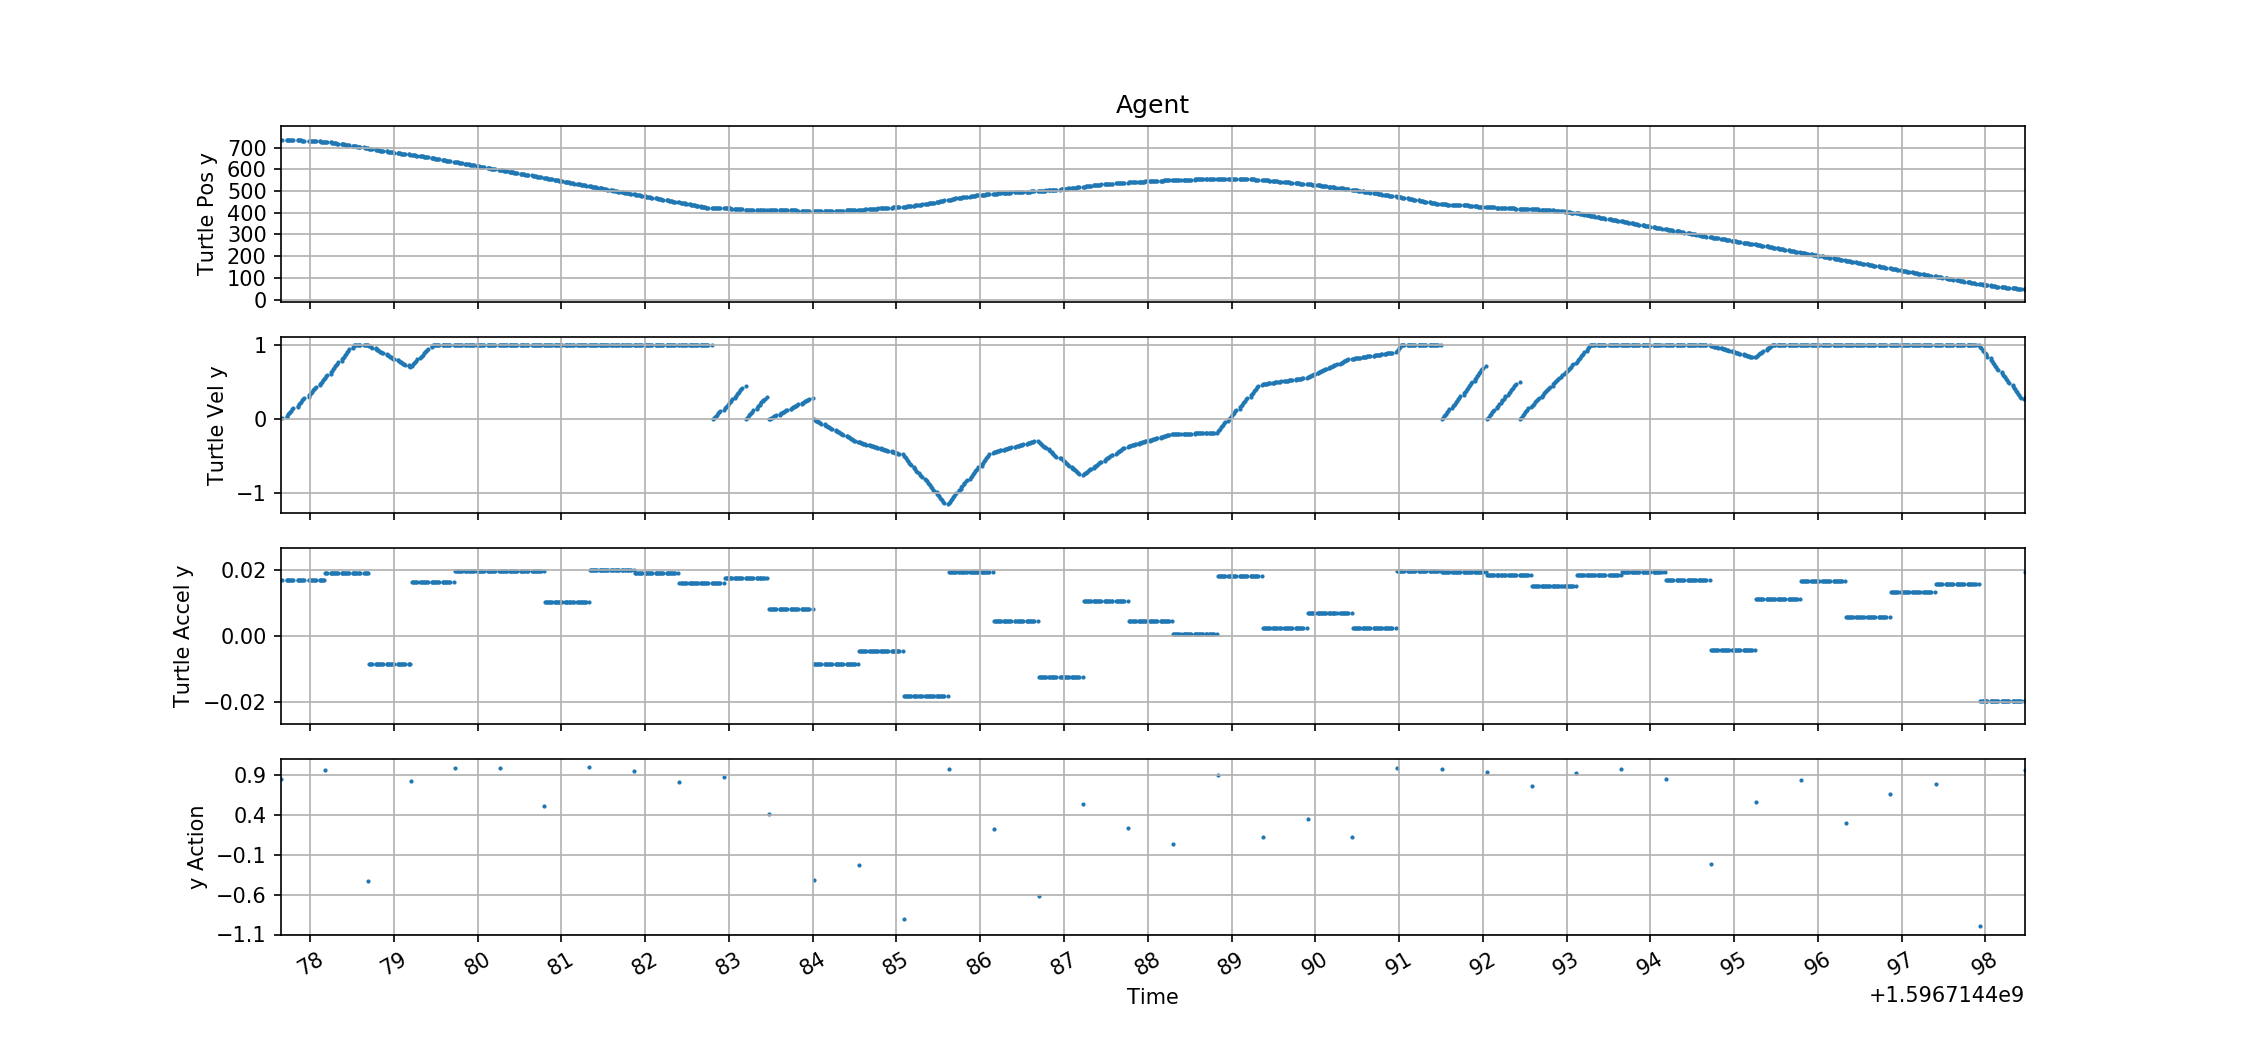 Agent
Turtle Pos y
700
600
500
400
300
200
100
0
Turtle Vel y
1
0
−1
Turtle Accel y
0.02
0.00
−0.02
y Action
0.9
0.4
−0.1
−0.6
−1.1
78 79 80 81 82 83 84 85 86 87 88 89 90 91 92 93 94 95 96 97 98
Time
+1.5967144e9